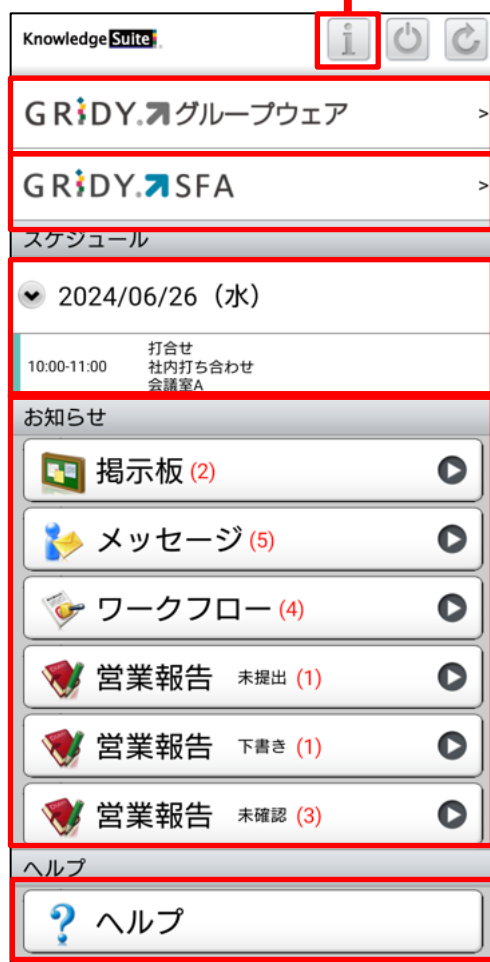 Knowledge Suite
i
GRiDY.グループウェア >
GRiDY.SFA >
スケジュール
2024/06/26（水）
打合せ
10:00-11:00 社内打ち合わせ
会議室A
お知らせ
掲示板 (2)
メッセージ (5)
ワークフロー (4)
営業報告 未提出 (1)
営業報告 下書き (1)
営業報告 未確認 (3)
ヘルプ
? ヘルプ